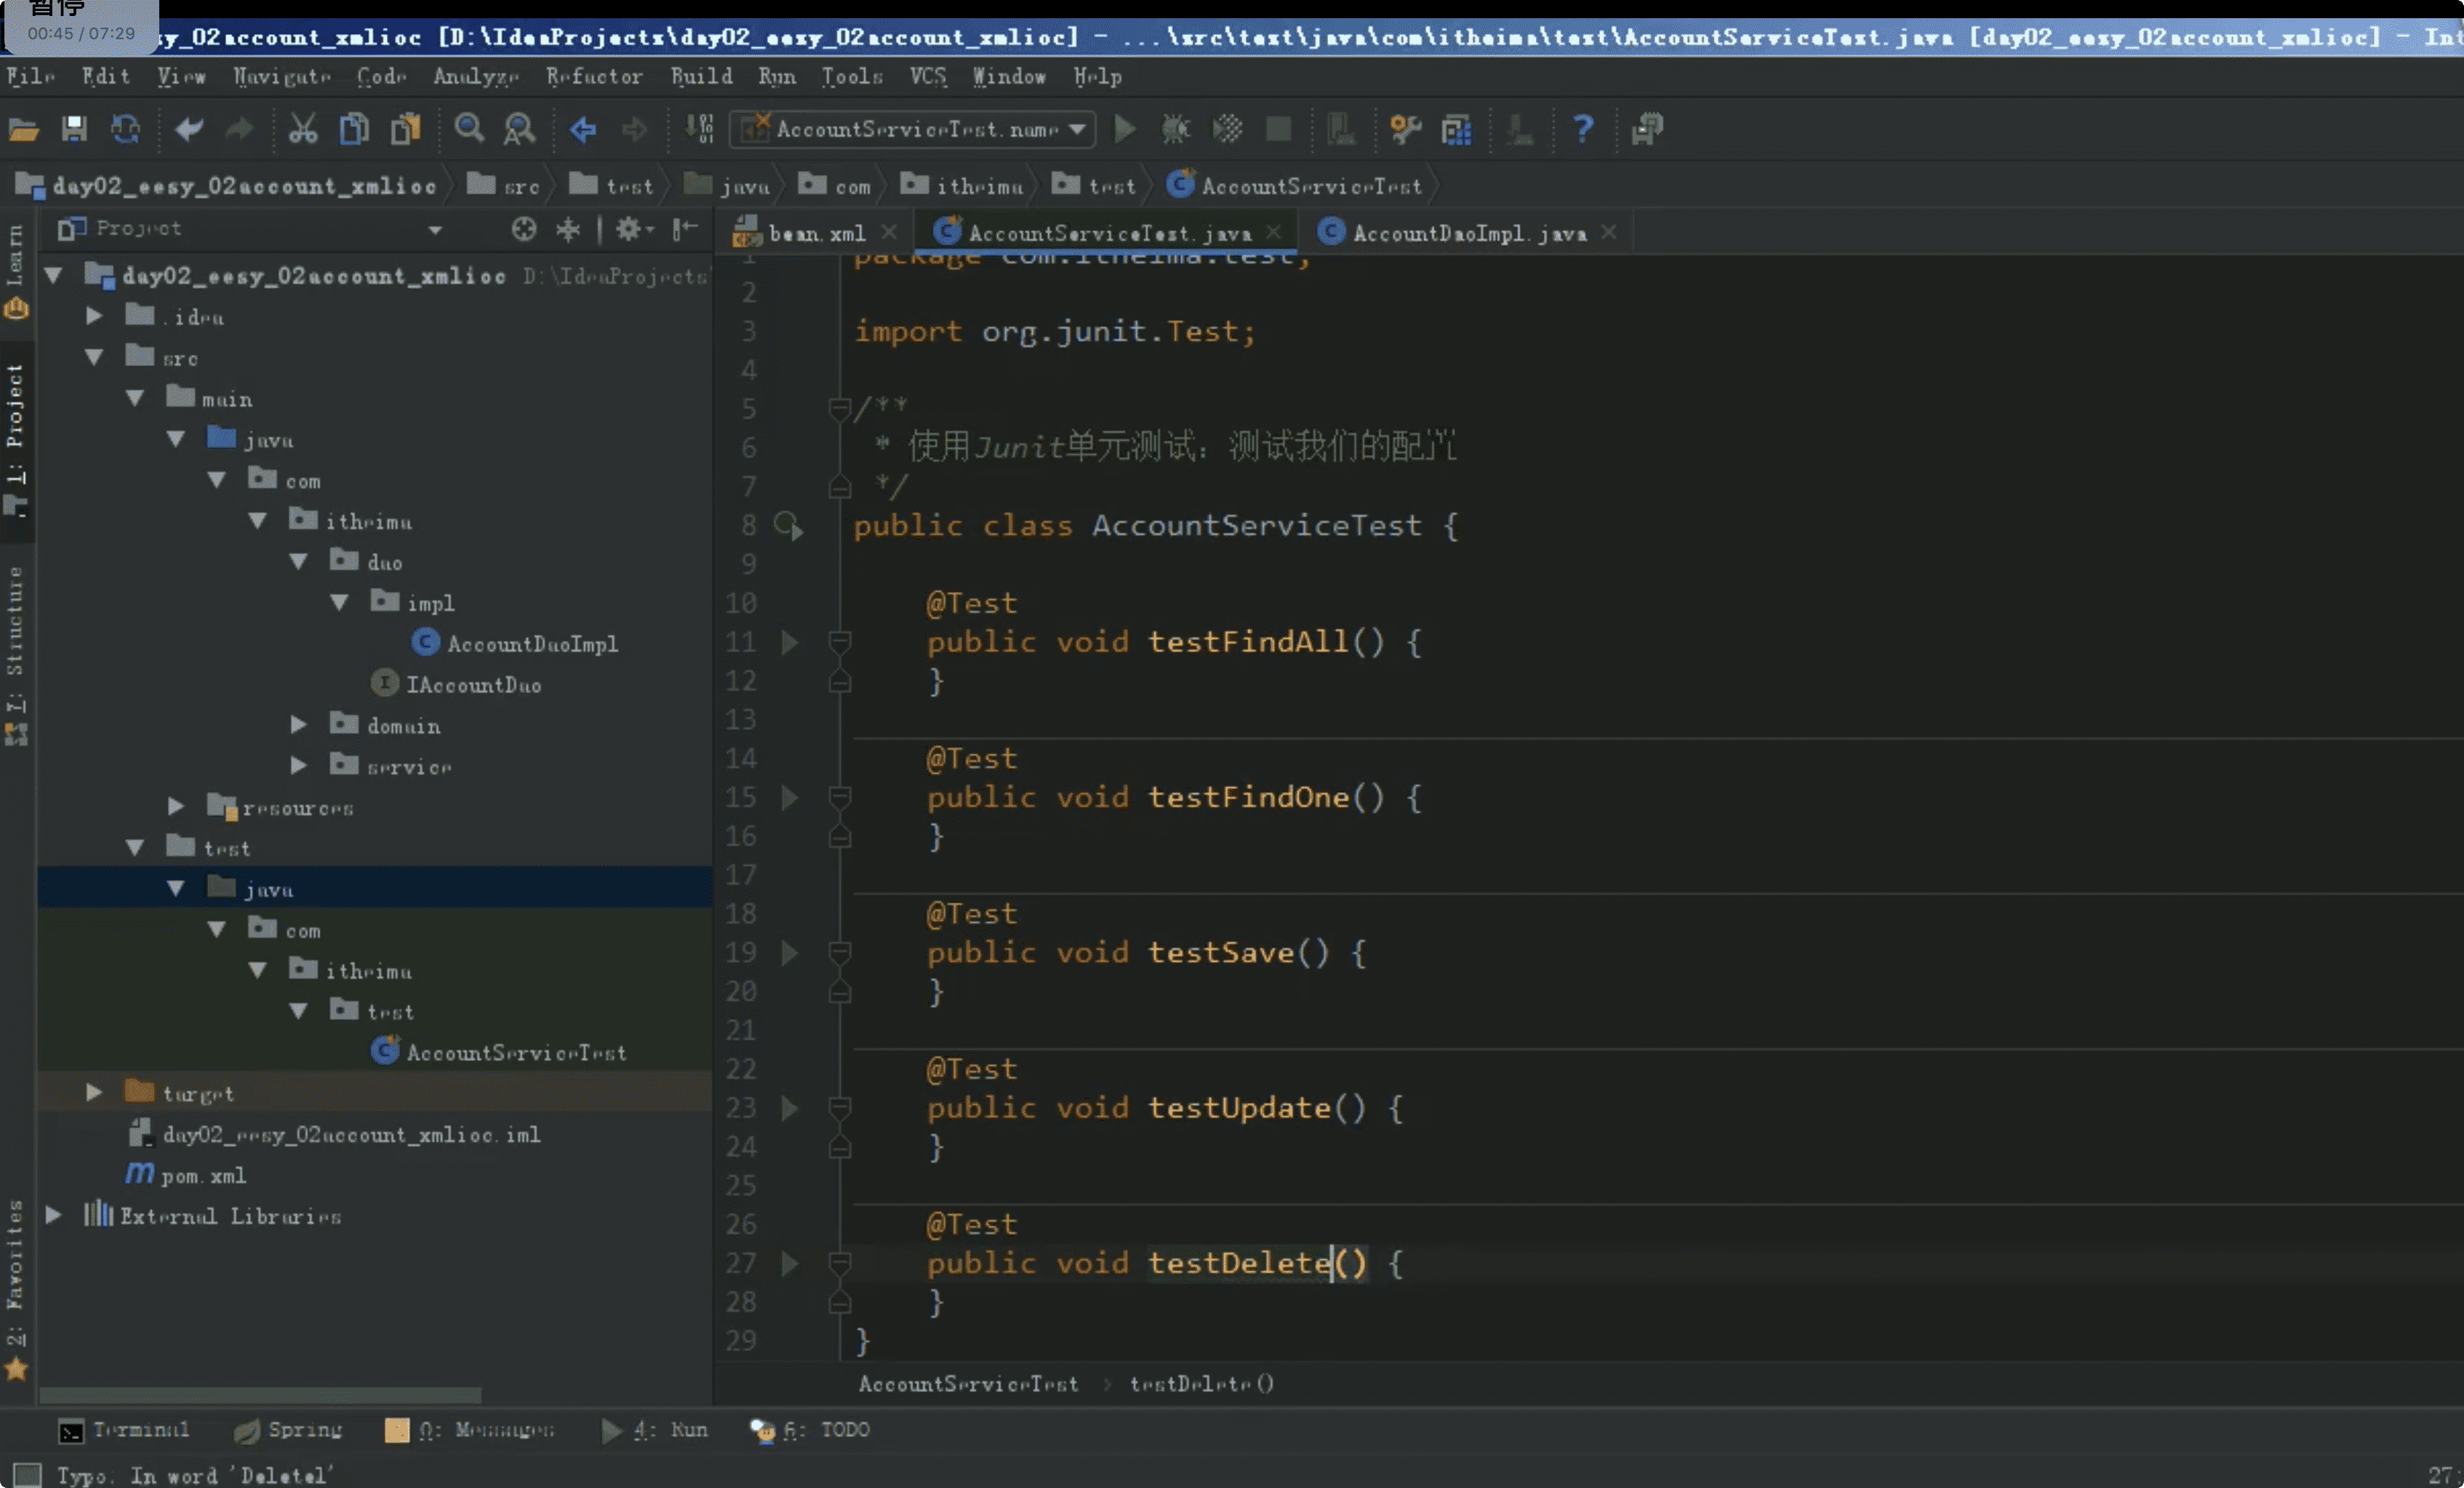 暂停
00:45 / 07:29
sy_02account_xmlioc [D:\IdeaProjects\day02_eesy_02account_xmlioc] - ...\src\test\java\com\itheima\test\AccountServiceTest.java [day02_eesy_02account_xmlioc] - Int
File Edit View Navigate Code Analyze Refactor Build Run Tools VCS Window Help
AccountServiceTest.name
day02_eesy_02account_xmlioc src test java com itheima test AccountServiceTest
Project
bean.xml AccountServiceTest.java AccountDaoImpl.java
Learn
1: Project
7: Structure
2: Favorites
day02_eesy_02account_xmlioc D:\IdeaProjects
.idea
src
main
java
com
itheima
dao
impl
AccountDaoImpl
IAccountDao
domain
service
resources
test
java
com
itheima
test
AccountServiceTest
target
day02_eesy_02account_xmlioc.iml
pom.xml
External Libraries
1 package com.itheima.test;
2
3 import org.junit.Test;
4
5 /**
6 * 使用Junit单元测试：测试我们的配
7 */
8 public class AccountServiceTest {
9
10 @Test
11 public void testFindAll() {
12 }
13
14 @Test
15 public void testFindOne() {
16 }
17
18 @Test
19 public void testSave() {
20 }
21
22 @Test
23 public void testUpdate() {
24 }
25
26 @Test
27 public void testDelete() {
28 }
29 }
AccountServiceTest > testDelete()
Terminal Spring 0: Messages 4: Run 6: TODO
Typo: In word 'Deletel'
27: